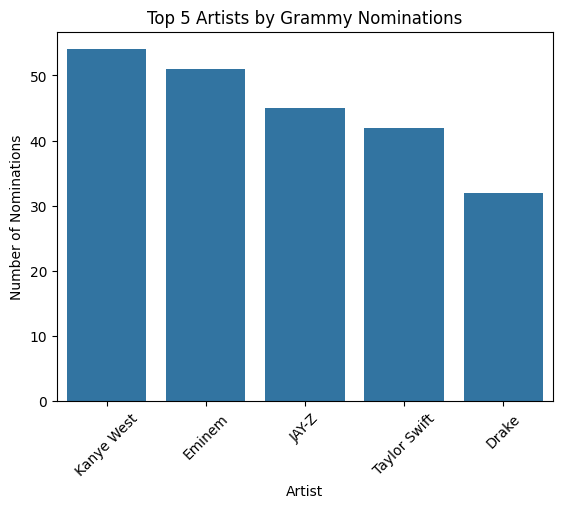 Top 5 Artists by Grammy Nominations
Number of Nominations
50
40
30
20
10
0
Kanye West
Eminem
JAY-Z
Taylor Swift
Drake
Artist